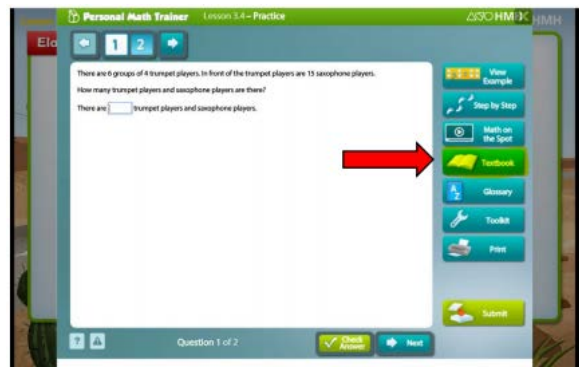 Personal Math Trainer Lesson 3.4 – Practice
HMH
HMH
Elo
1 2
There are 6 groups of 4 trumpet players. In front of the trumpet players are 15 saxophone players.
How many trumpet players and saxophone players are there?
There are trumpet players and saxophone players.
View
Example
Step by Step
Math on
the Spot
Textbook
A
Z
Glossary
Toolkit
Print
Submit
?
Question 1 of 2
Check
Answer
Next